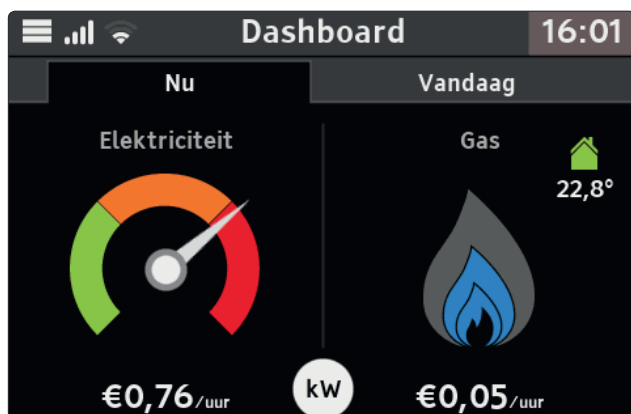 Dashboard 16:01
Nu Vandaag
Elektriciteit Gas
22,8°
€0,76/uur kW €0,05/uur